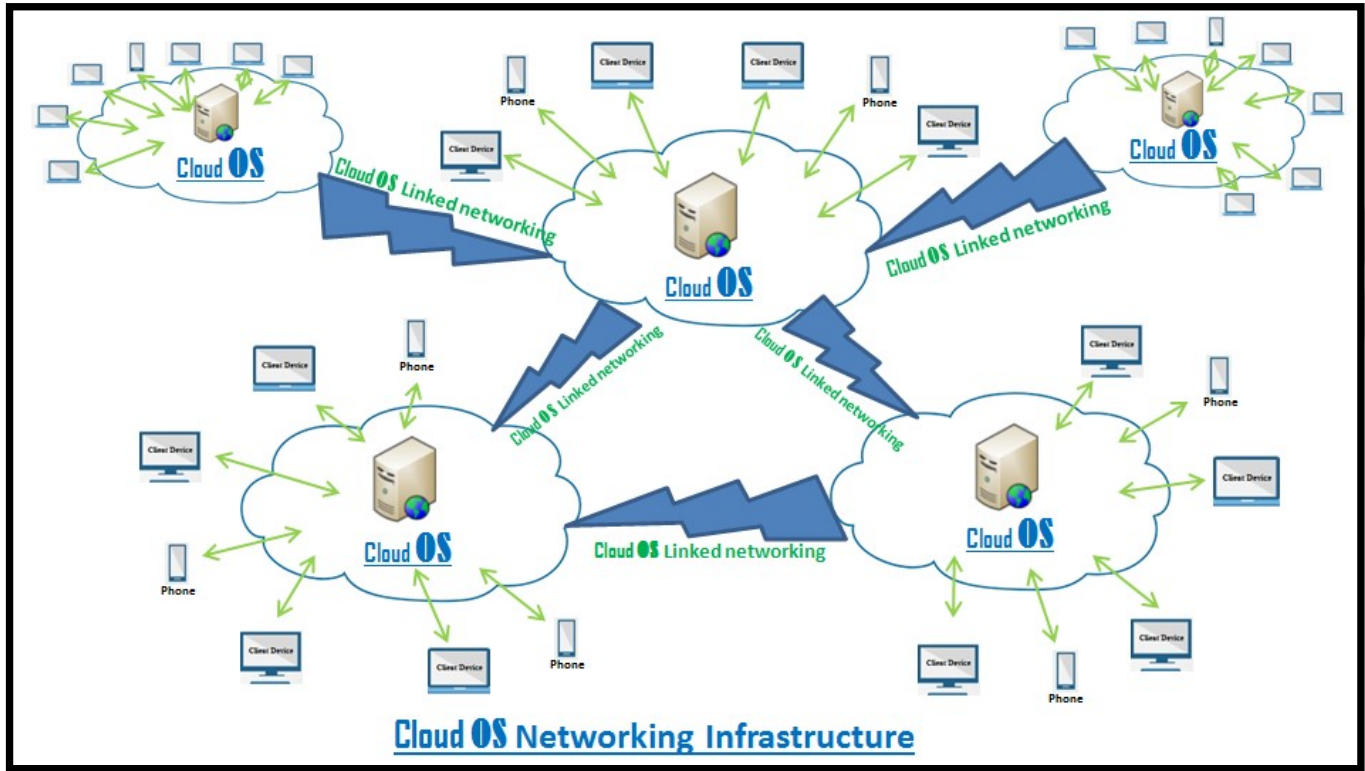 Client Device
Client Device
Phone
Phone
Client Device
Client Device
Cloud OS
Cloud OS
Cloud OS Linked networking
Cloud OS Linked networking
Cloud OS
Cloud OS Linked networking
Cloud OS Linked networking
Client Device
Phone
Client Device
Phone
Client Device
Client Device
Cloud OS
Cloud OS
Cloud OS Linked networking
Phone
Client Device
Client Device
Phone
Client Device
Phone
Client Device
Cloud OS Networking Infrastructure